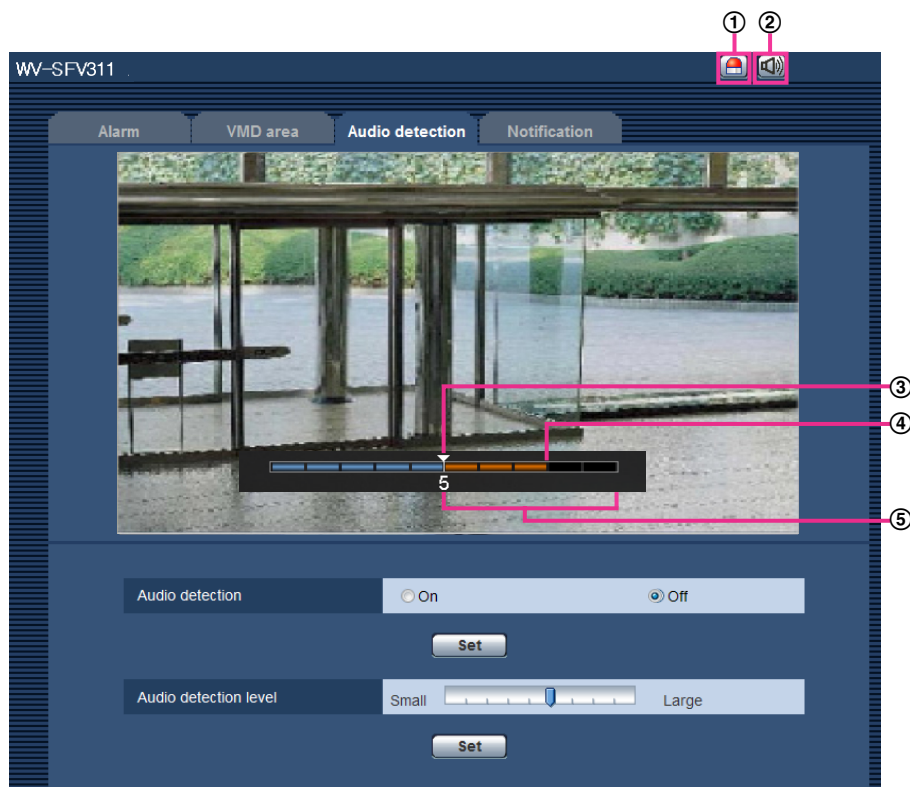 ① ②
WV-SFV311
Alarm VMD area Audio detection Notification
③
④
5
⑤
Audio detection On Off
Set
Audio detection level Small Large
Set